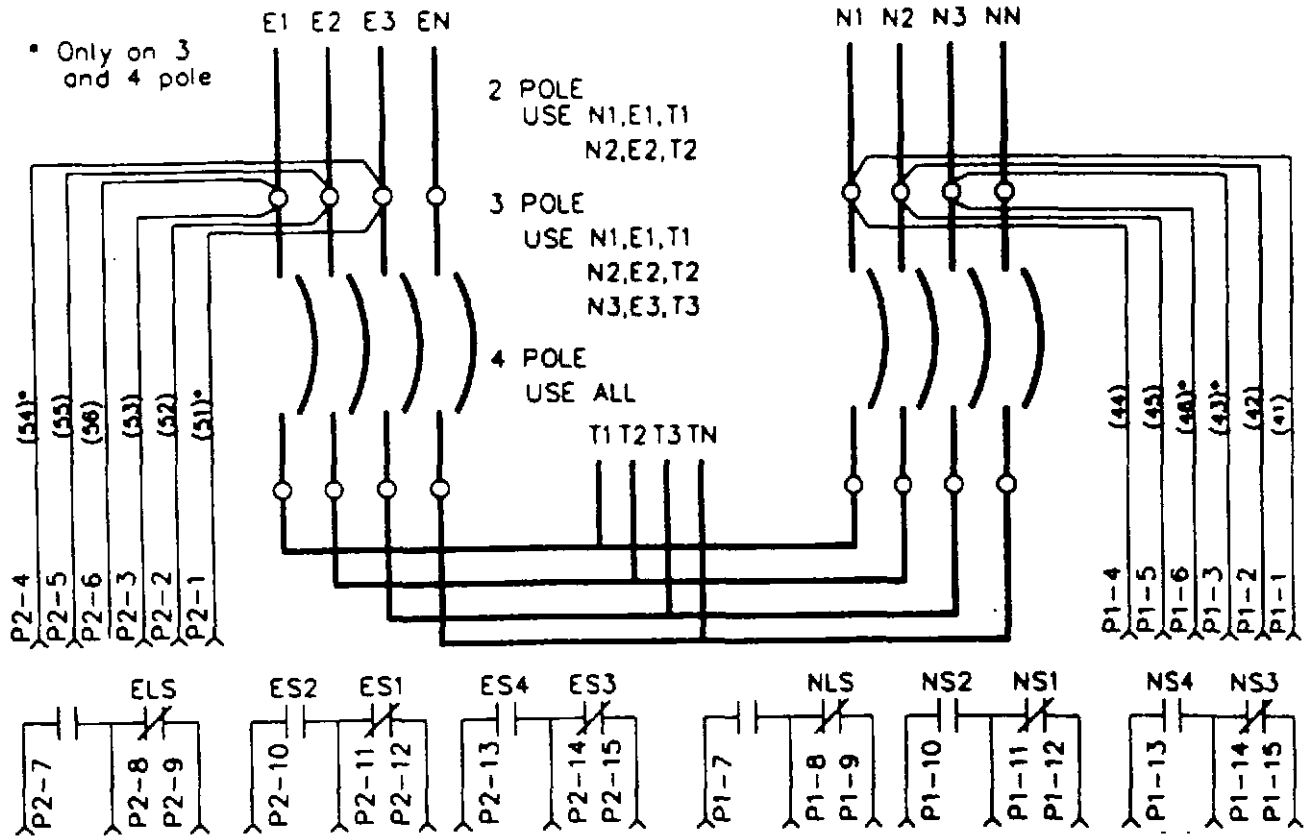 E1 E2 E3 EN
N1 N2 N3 NN
* Only on 3
and 4 pole
2 POLE
USE N1,E1,T1
N2,E2,T2
3 POLE
USE N1,E1,T1
N2,E2,T2
N3,E3,T3
4 POLE
USE ALL
T1 T2 T3 TN
(54)*
(55)
(56)
(53)
(52)
(51)*
(44)
(45)
(46)*
(43)*
(42)
(41)
P2-4
P2-5
P2-6
P2-3
P2-2
P2-1
P1-4
P1-5
P1-6
P1-3
P1-2
P1-1
ELS
ES2 ES1
ES4 ES3
NLS
NS2 NS1
NS4 NS3
P2-7
P2-8
P2-9
P2-10
P2-11
P2-12
P2-13
P2-14
P2-15
P1-7
P1-8
P1-9
P1-10
P1-11
P1-12
P1-13
P1-14
P1-15